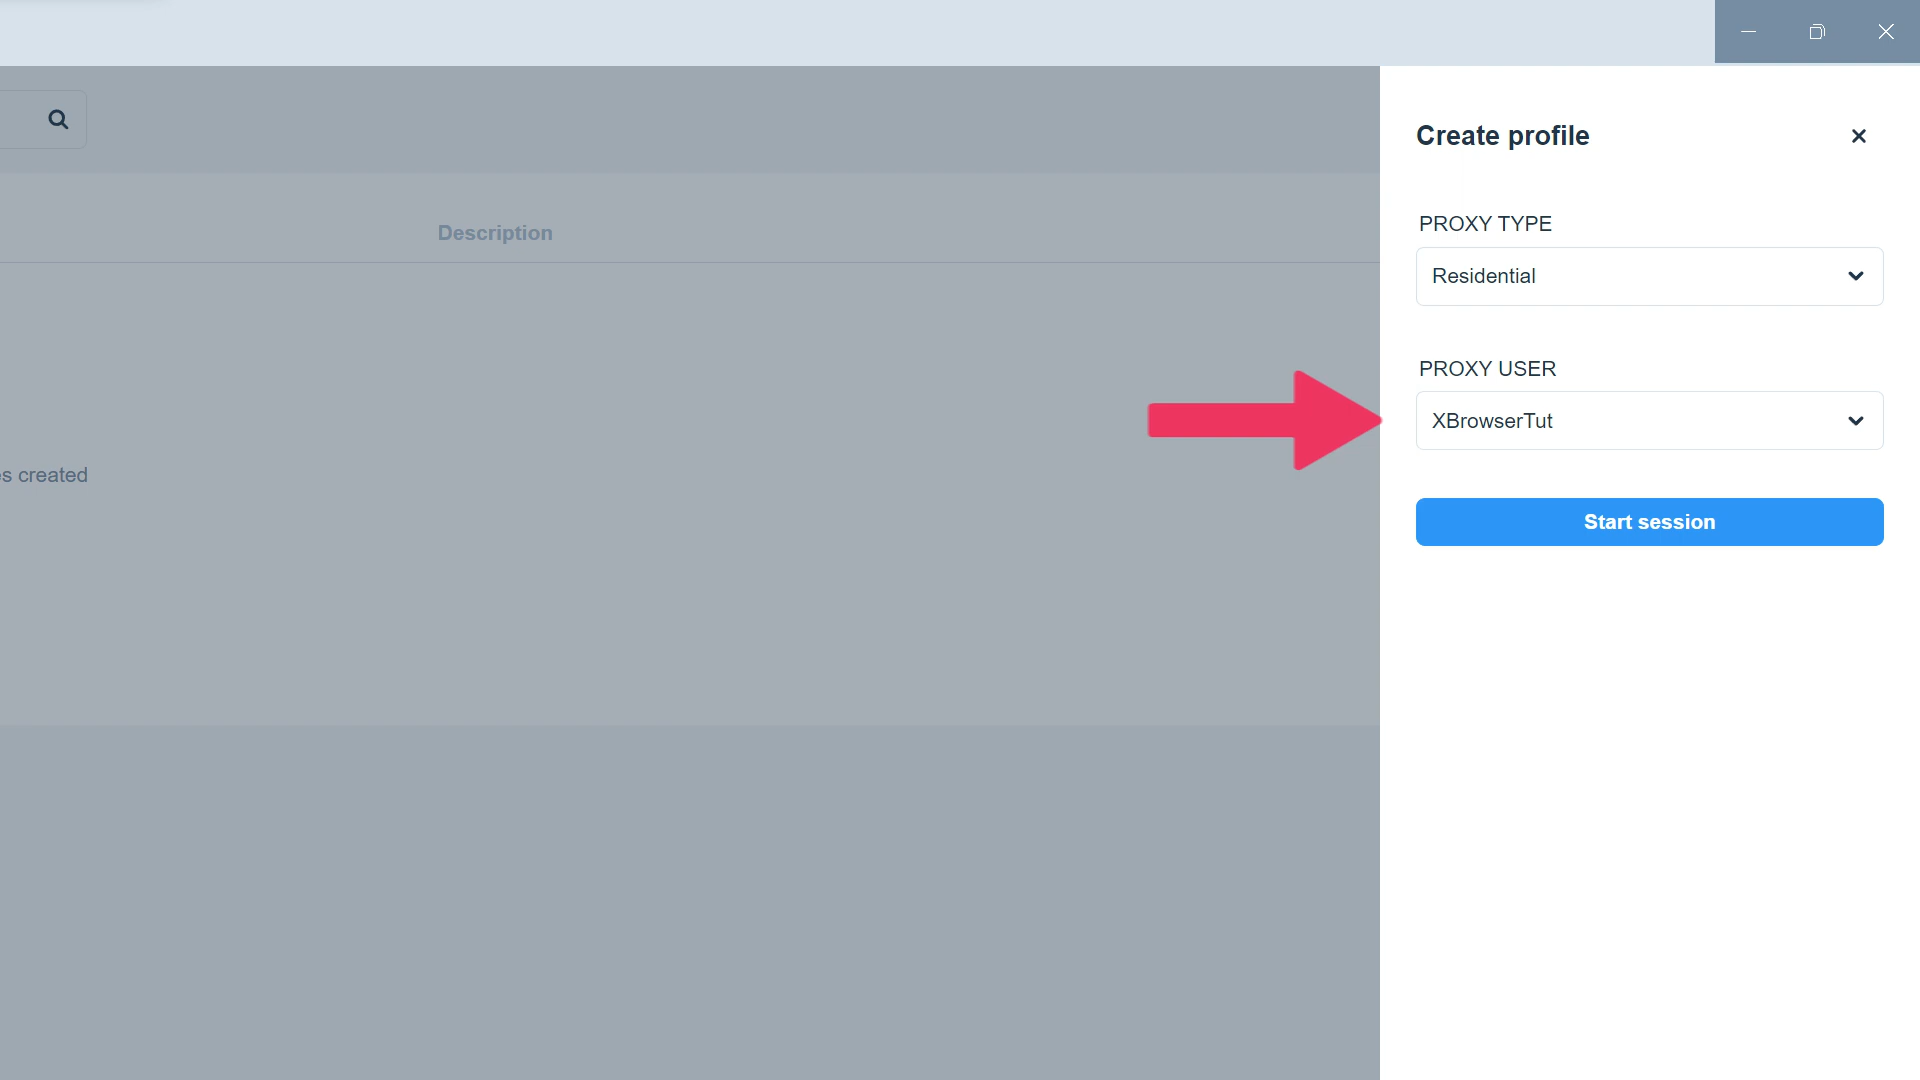 Create profile
PROXY TYPE
Description
Residential
PROXY USER
XBrowserTut
created
Start session